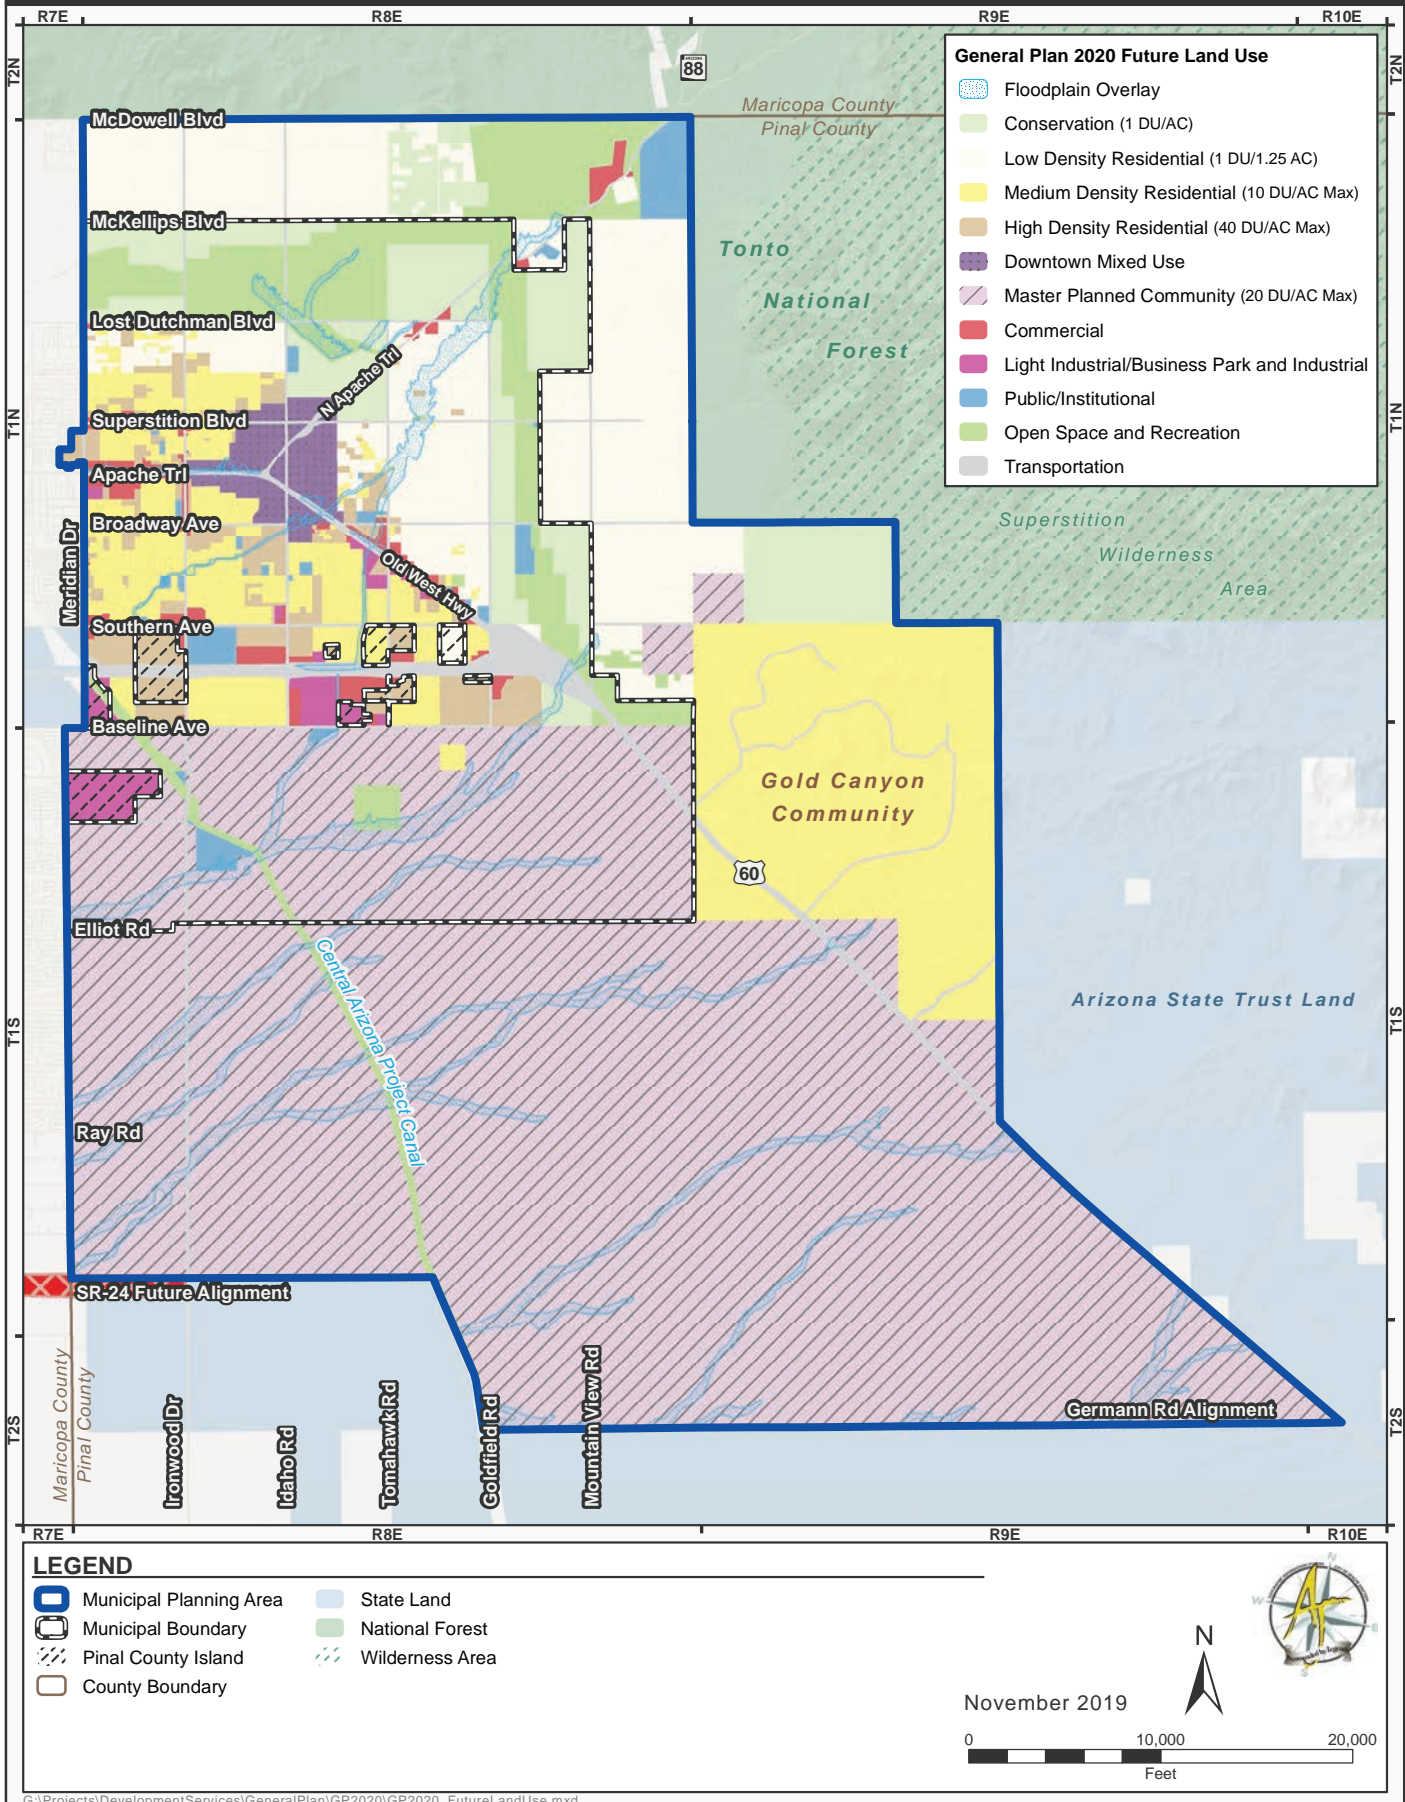 R7E
R8E
R9E
R10E
T2N
T2N
88
General Plan 2020 Future Land Use
Floodplain Overlay
Conservation (1 DU/AC)
Low Density Residential (1 DU/1.25 AC)
Medium Density Residential (10 DU/AC Max)
High Density Residential (40 DU/AC Max)
Downtown Mixed Use
Master Planned Community (20 DU/AC Max)
Commercial
Light Industrial/Business Park and Industrial
Public/Institutional
Open Space and Recreation
Transportation
Maricopa County
Pinal County
McDowell Blvd
McKellips Blvd
Tonto
National
Forest
Lost Dutchman Blvd
N Apache Trl
Superstition Blvd
T1N
T1N
Apache Trl
Broadway Ave
Superstition
Wilderness
Area
Meridian Dr
Old West Hwy
Southern Ave
Baseline Ave
Gold Canyon
Community
60
Elliot Rd
Central Arizona Project Canal
Arizona State Trust Land
T1S
T1S
Ray Rd
SR-24 Future Alignment
Maricopa County
Pinal County
Ironwood Dr
Idaho Rd
Tomahawk Rd
Goldfield Rd
Mountain View Rd
Germann Rd Alignment
T2S
T2S
R7E
R8E
R9E
R10E
LEGEND
Municipal Planning Area
Municipal Boundary
Pinal County Island
County Boundary
State Land
National Forest
Wilderness Area
November 2019
N
0
10,000
20,000
Feet
G:\Projects\DevelopmentServices\GeneralPlan\GP2020\GP2020_FutureLandUse.mxd